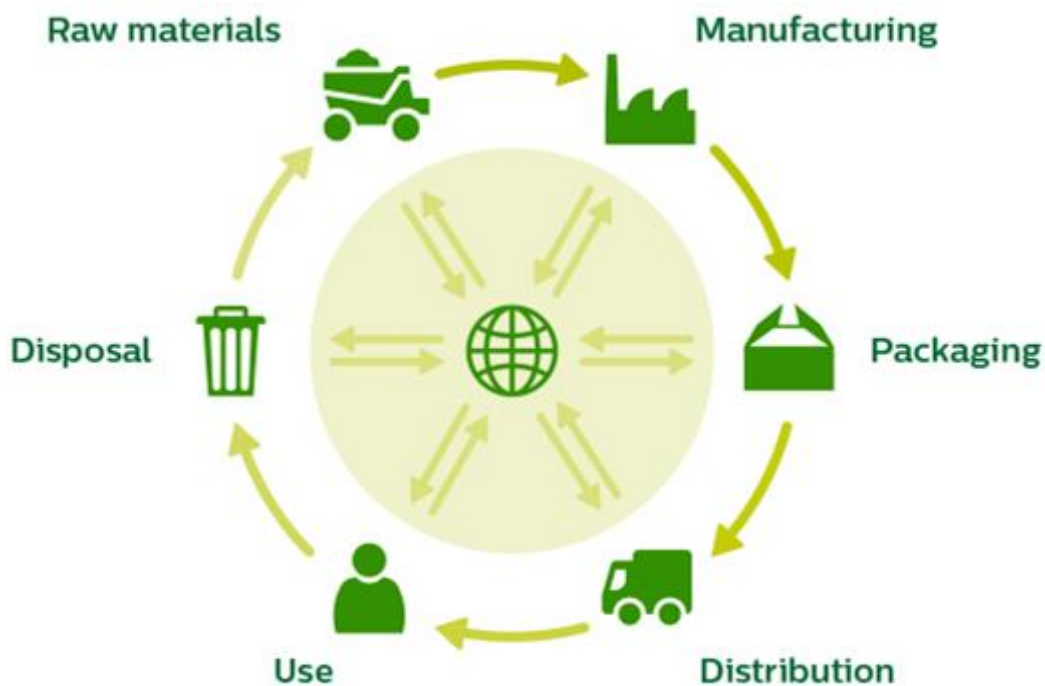 Raw materials
Manufacturing
Disposal
Packaging
Use
Distribution